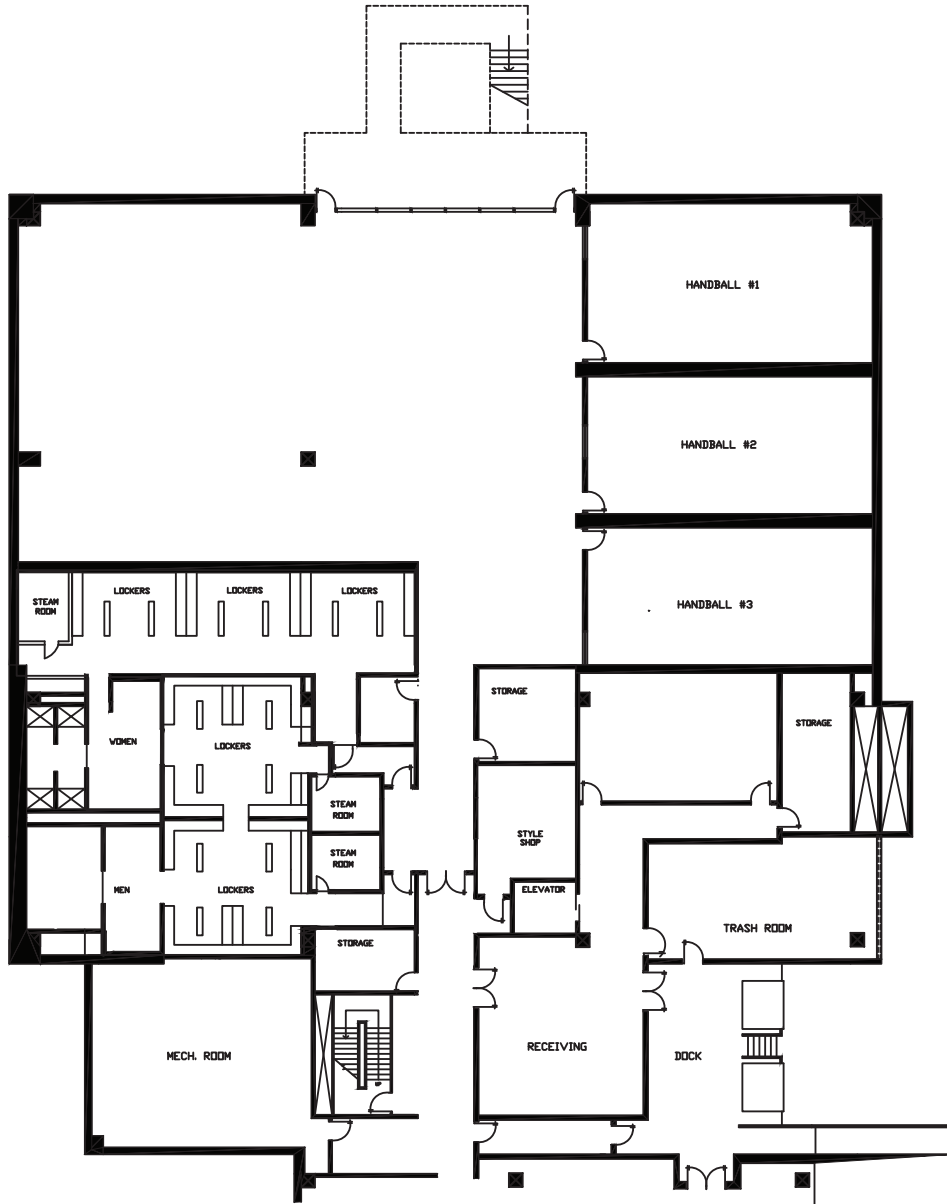 HANDBALL #1
HANDBALL #2
HANDBALL #3
LOCKERS
LOCKERS
LOCKERS
STEAM
ROOM
STORAGE
STORAGE
WOMEN
LOCKERS
STEAM
ROOM
STYLE
SHOP
STEAM
ROOM
MEN
LOCKERS
ELEVATOR
TRASH ROOM
STORAGE
RECEIVING
MECH. ROOM
DOCK
UP